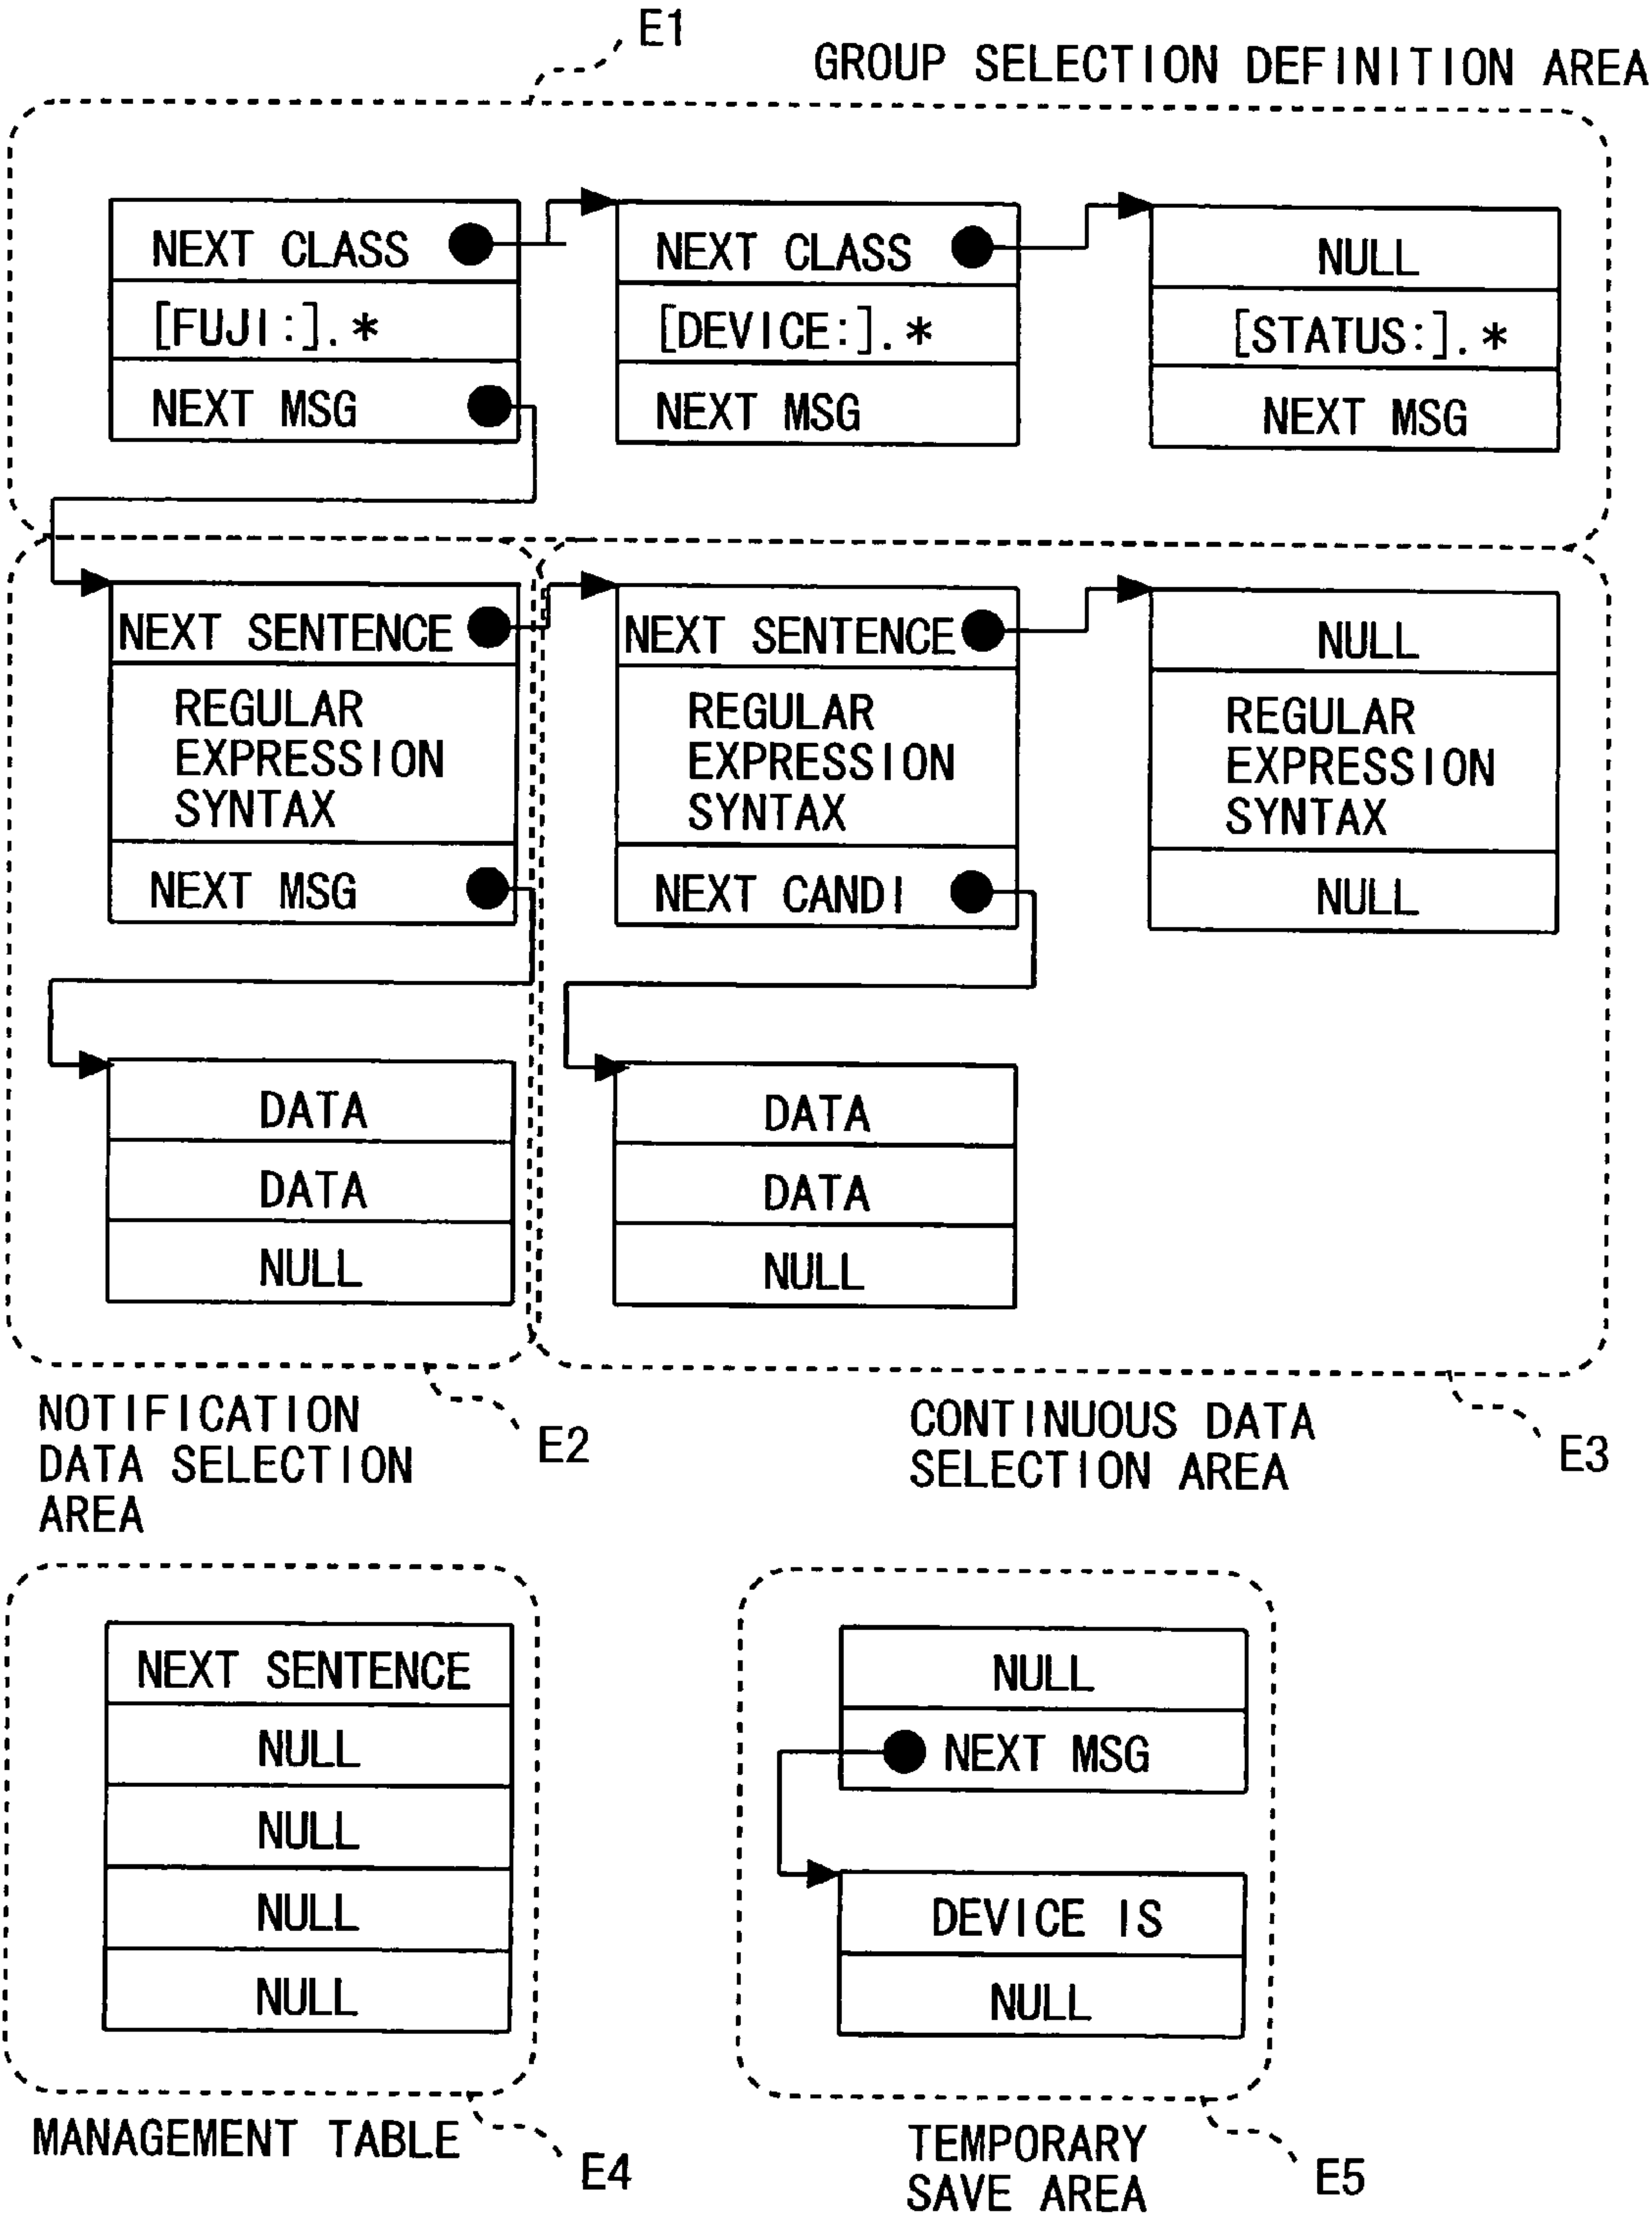 E1
GROUP SELECTION DEFINITION AREA
NEXT CLASS
[FUJI:].*
NEXT MSG
NEXT CLASS
[DEVICE:].*
NEXT MSG
NULL
[STATUS:].*
NEXT MSG
NEXT SENTENCE
REGULAR
EXPRESSION
SYNTAX
NEXT MSG
NEXT SENTENCE
REGULAR
EXPRESSION
SYNTAX
NEXT CANDI
NULL
REGULAR
EXPRESSION
SYNTAX
NULL
DATA
DATA
NULL
DATA
DATA
NULL
NOTIFICATION
DATA SELECTION
AREA
E2
CONTINUOUS DATA
SELECTION AREA
E3
NEXT SENTENCE
NULL
NULL
NULL
NULL
MANAGEMENT TABLE
E4
NULL
NEXT MSG
DEVICE IS
NULL
TEMPORARY
SAVE AREA
E5